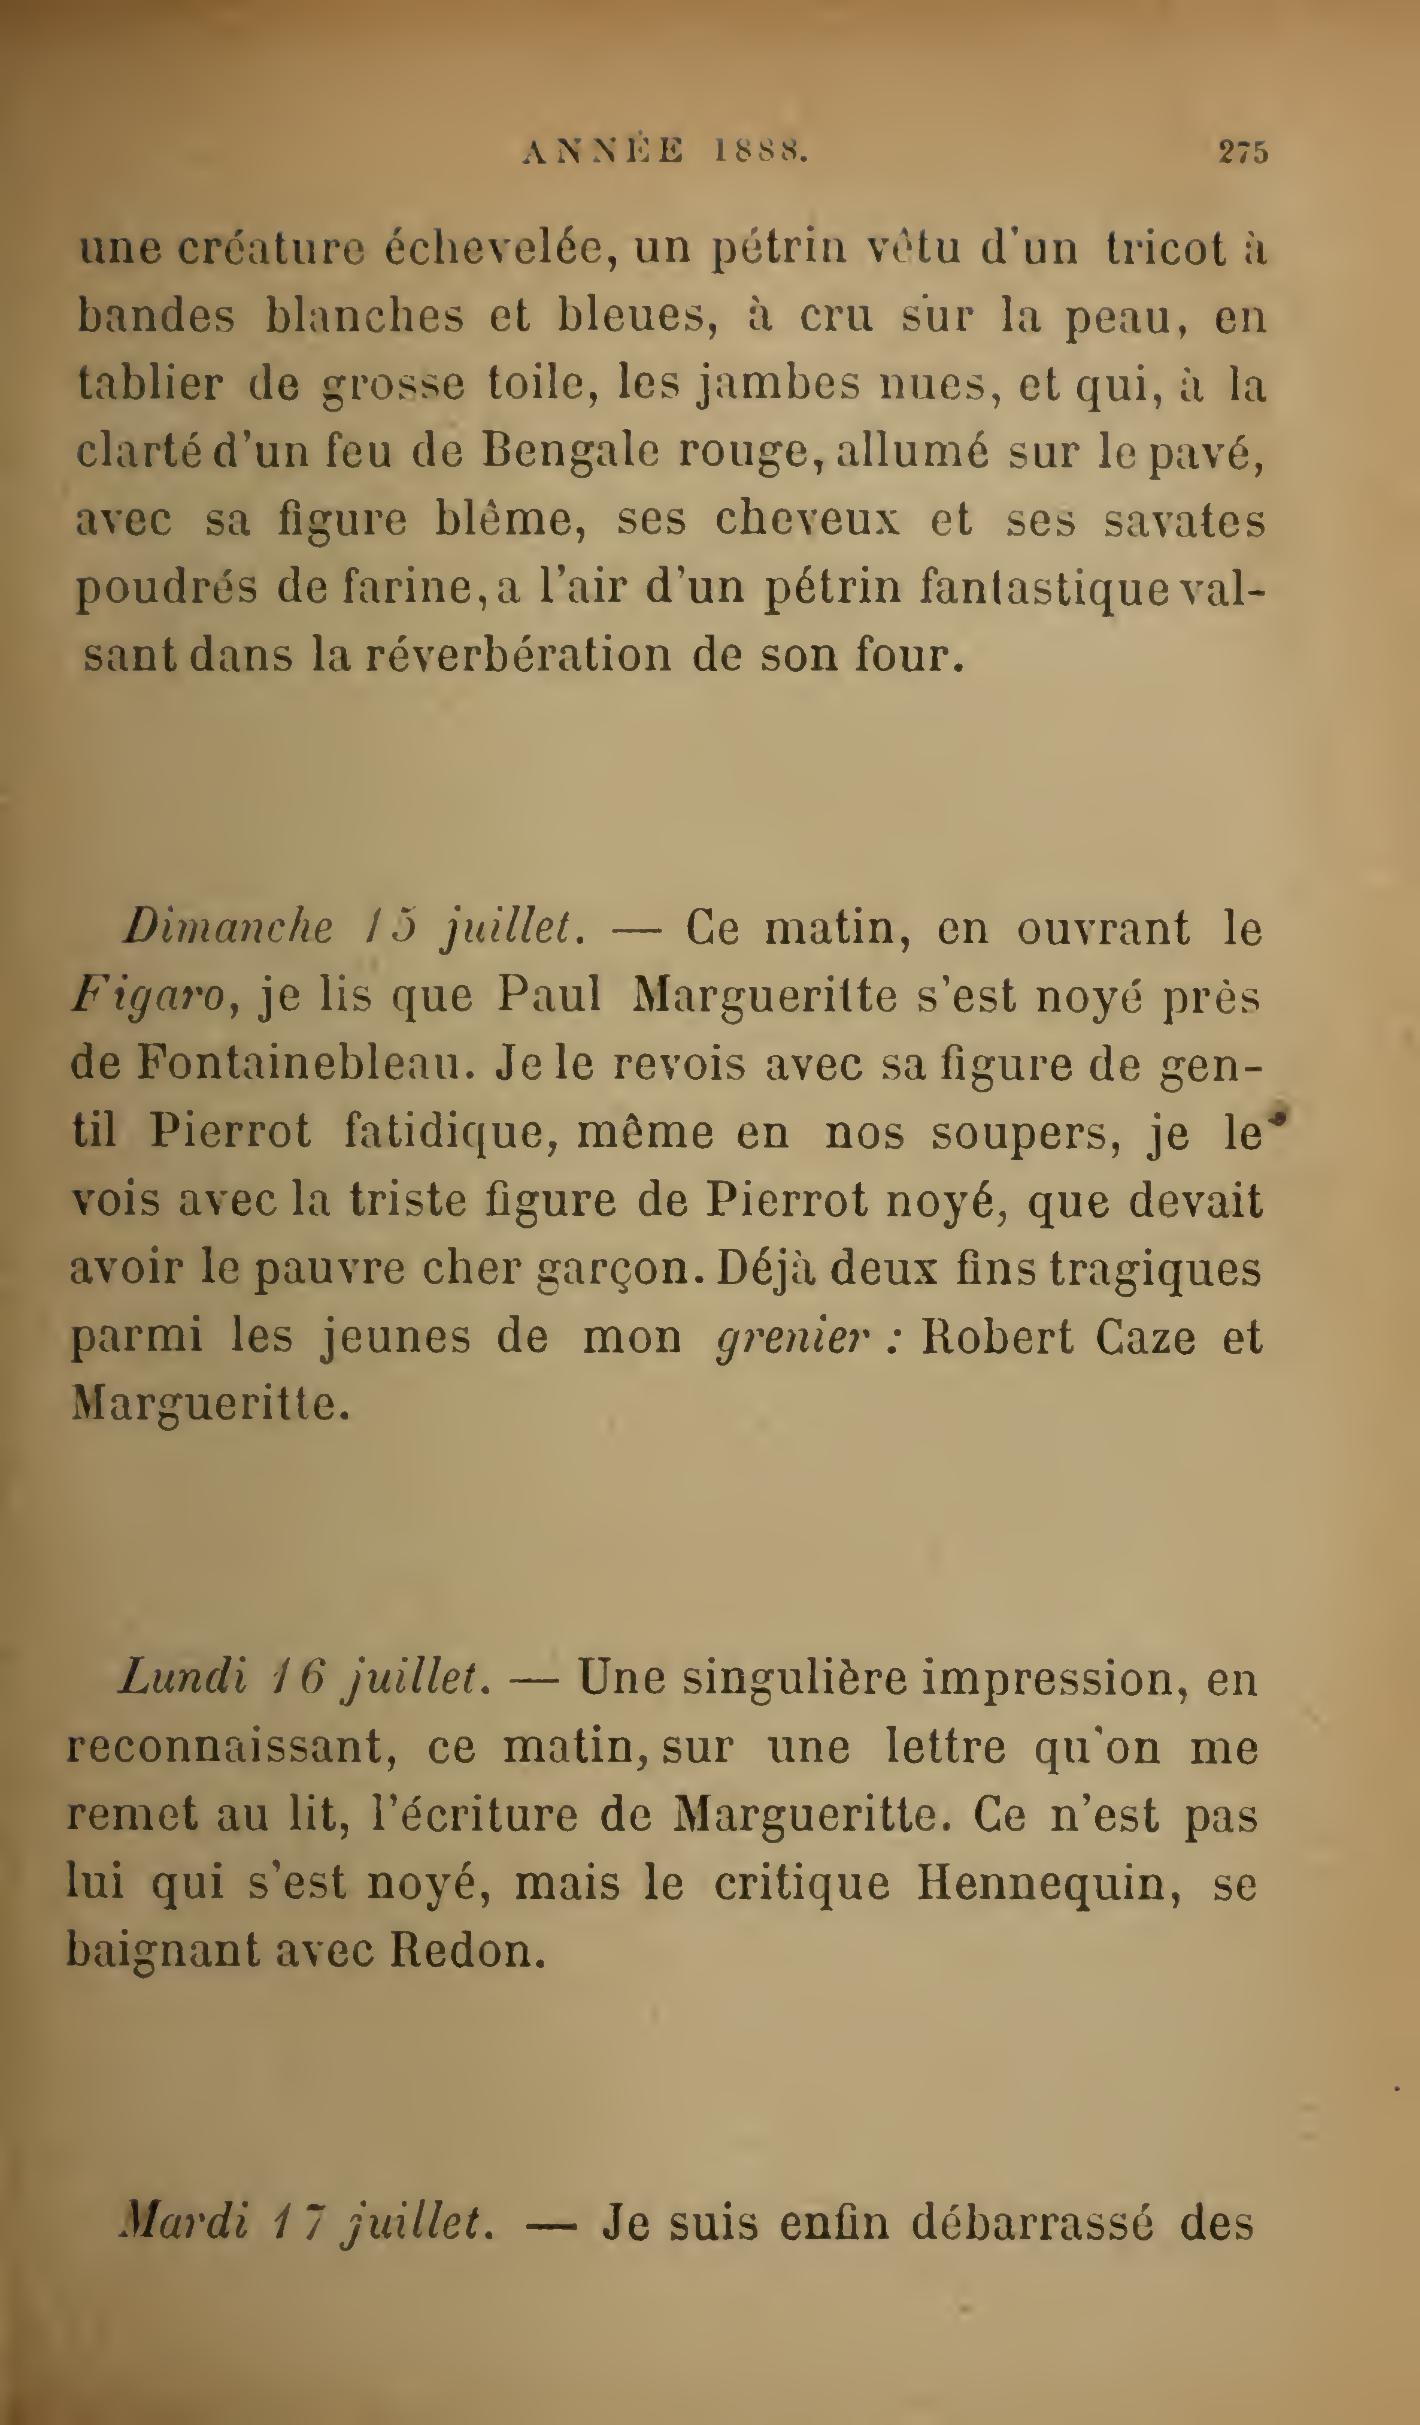 ANNÉE 1888. 275
une créature échevelée, un pétrin vêtu d'un tricot à
bandes blanches et bleues, à cru sur la peau, en
tablier de grosse toile, les jambes nues, et qui, à la
clarté d'un feu de Bengale rouge, allumé sur le pavé,
avec sa figure blême, ses cheveux et ses savates
poudrés de farine, a l'air d'un pétrin fantastique val-
sant dans la réverbération de son four.
Dimanche 15 juillet. — Ce matin, en ouvrant le
Figaro, je lis que Paul Margueritte s'est noyé près
de Fontainebleau. Je le revois avec sa figure de gen-
til Pierrot fatidique, même en nos soupers, je le
vois avec la triste figure de Pierrot noyé, que devait
avoir le pauvre cher garçon. Déjà deux fins tragiques
parmi les jeunes de mon grenier : Robert Caze et
Margueritte.
Lundi 16 juillet. — Une singulière impression, en
reconnaissant, ce matin, sur une lettre qu'on me
remet au lit, l'écriture de Margueritte. Ce n'est pas
lui qui s'est noyé, mais le critique Hennequin, se
baignant avec Redon.
Mardi 17 juillet. — Je suis enfin débarrassé des